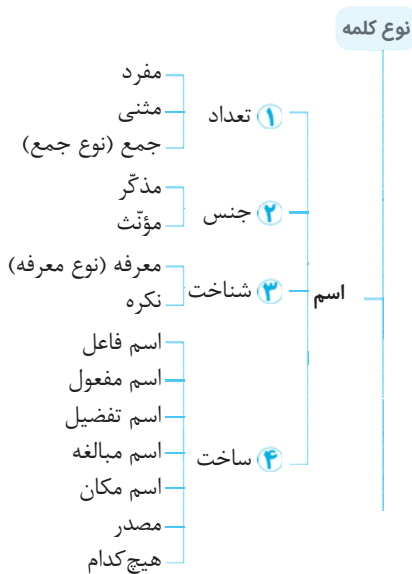 نوع کلمه
اسم
۱ تعداد
مفرد
مثنی
جمع (نوع جمع)
۲ جنس
مذکّر
مؤنّث
۳ شناخت
معرفه (نوع معرفه)
نکره
۴ ساخت
اسم فاعل
اسم مفعول
اسم تفضیل
اسم مبالغه
اسم مکان
مصدر
هیچ‌کدام